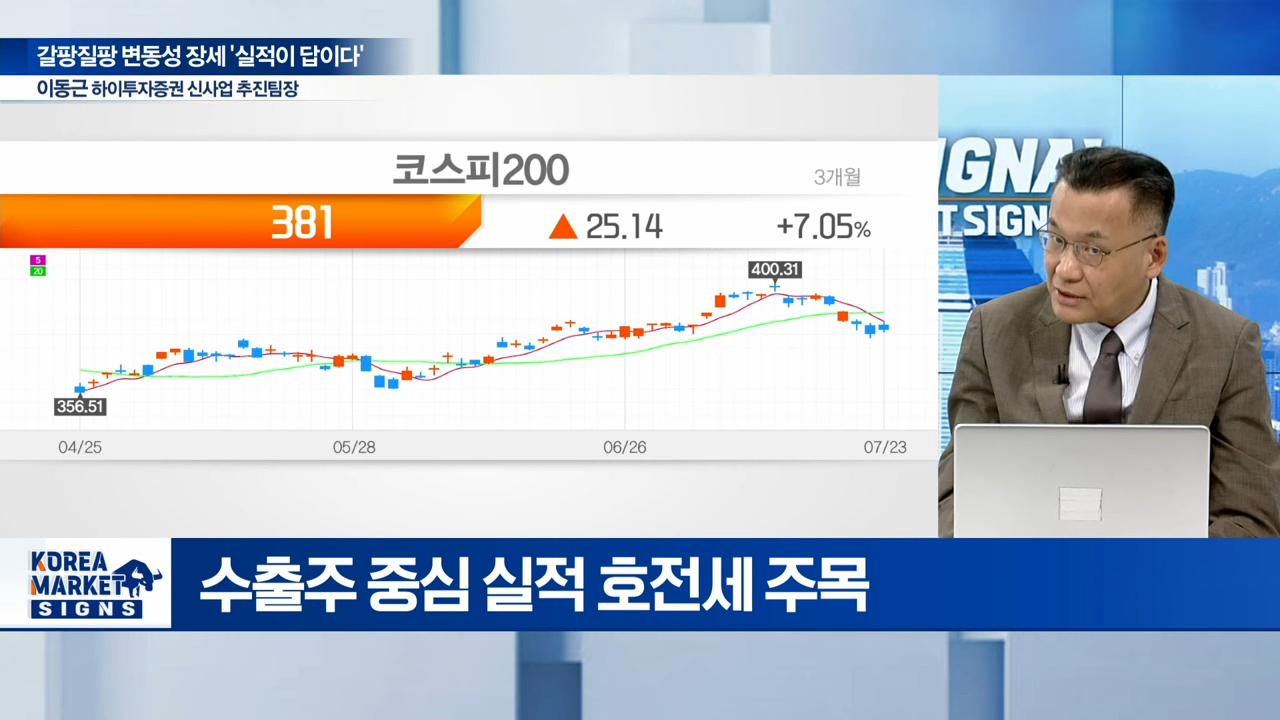 갈팡질팡 변동성 장세 '실적이 답이다'
이동근 하이투자증권 신사업 추진팀장
코스피200
3개월
381
▲ 25.14
+7.05%
5
20
400.31
356.51
04/25
05/28
06/26
07/23
IGNA
T SIGN
KOREA
MARKET
SIGNS
수출주 중심 실적 호전세 주목